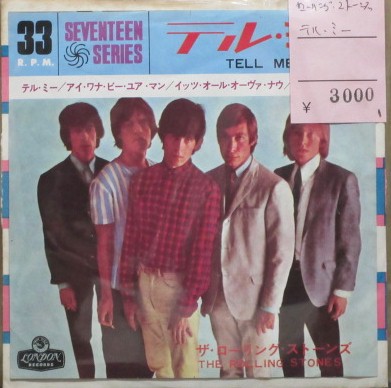 33
R.P.M.
SEVENTEEN
SERIES
テル・
TELL ME
テル・ミー/アイ・ワナ・ビー・ユア・マン/イッツ・オール・オーヴァ・ナウ/
ローリング・ストーンズ
テル・ミー
¥ 3000
ザ・ローリング・ストーンズ
THE ROLLING STONES
LONDON
RECORDS